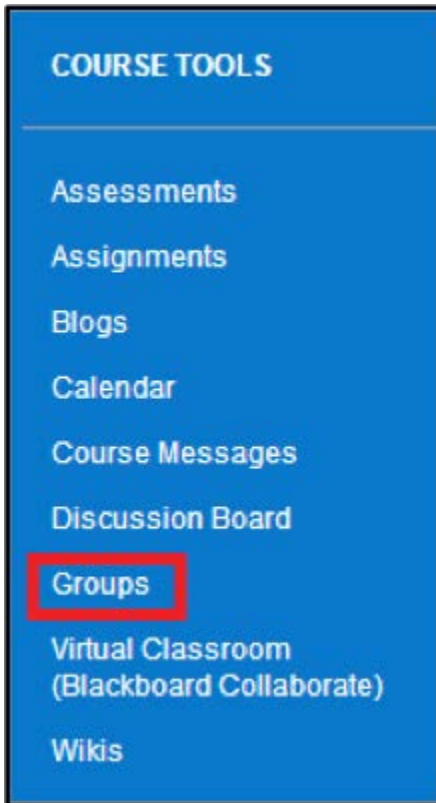 COURSE TOOLS
Assessments
Assignments
Blogs
Calendar
Course Messages
Discussion Board
Groups
Virtual Classroom
(Blackboard Collaborate)
Wikis